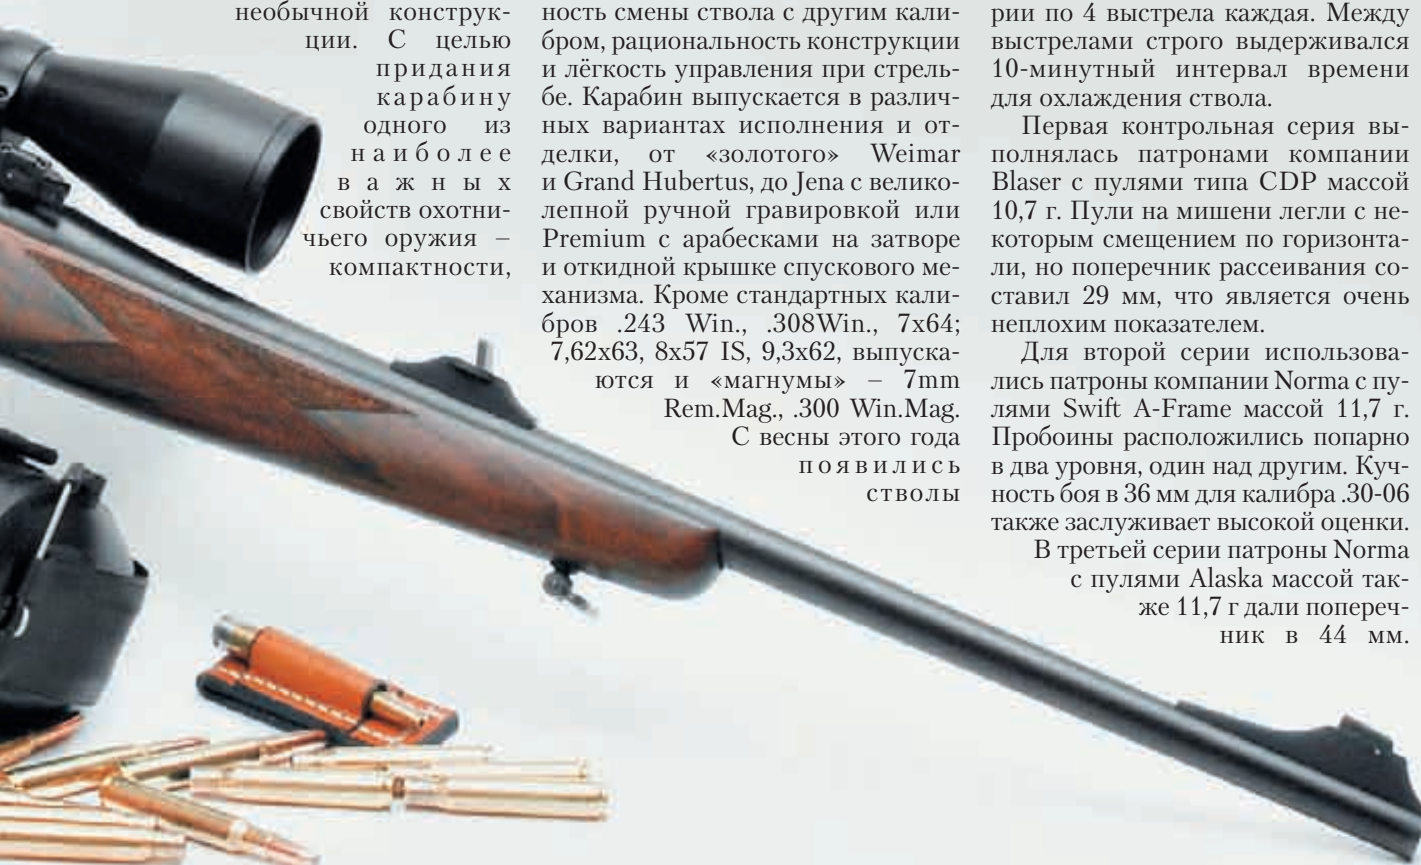 необычной конструк-
ции. С целью
придания
карабину
одного из
наиболее
важных
свойств охотни-
чьего оружия –
компактности,
ность смены ствола с другим кали-
бром, рациональность конструкции
и лёгкость управления при стрель-
бе. Карабин выпускается в различ-
ных вариантах исполнения и от-
делки, от «золотого» Weimar
и Grand Hubertus, до Jena с велико-
лепной ручной гравировкой или
Premium с арабесками на затворе
и откидной крышке спускового ме-
ханизма. Кроме стандартных кали-
бров .243 Win., .308Win., 7x64;
7,62x63, 8x57 IS, 9,3x62, выпуска-
ются и «магнумы» – 7mm
Rem.Mag., .300 Win.Mag.
С весны этого года
появились
стволы
рии по 4 выстрела каждая. Между
выстрелами строго выдерживался
10-минутный интервал времени
для охлаждения ствола.
Первая контрольная серия вы-
полнялась патронами компании
Blaser с пулями типа CDP массой
10,7 г. Пули на мишени легли с не-
которым смещением по горизонта-
ли, но поперечник рассеивания со-
ставил 29 мм, что является очень
неплохим показателем.
Для второй серии использова-
лись патроны компании Norma с пу-
лями Swift A-Frame массой 11,7 г.
Пробоины расположились попарно
в два уровня, один над другим. Куч-
ность боя в 36 мм для калибра .30-06
также заслуживает высокой оценки.
В третьей серии патроны Norma
с пулями Alaska массой так-
же 11,7 г дали попереч-
ник в 44 мм.